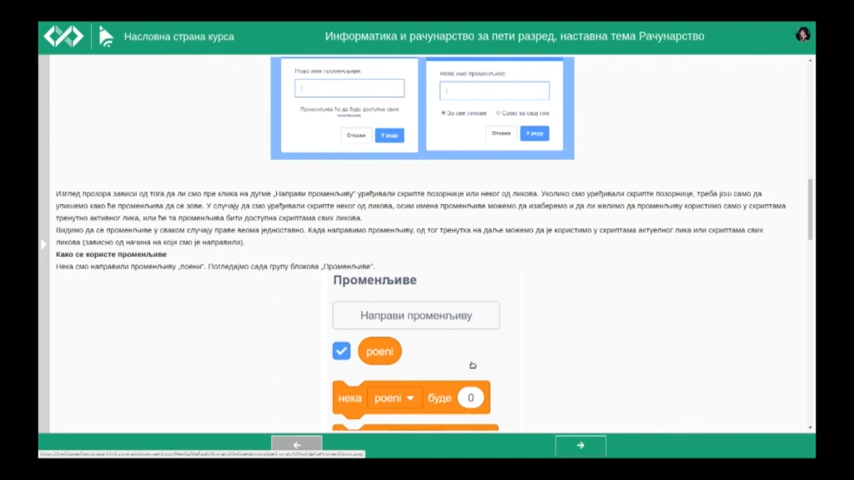 Насловна страна курса
Информатика и рачунарство за пети разред, наставна тема Рачунарство
Ново име променљиве:
Ново име променљиве:
Променљива ће да буде доступна свим
За све ликове
Само за овај лик
Откажи
У реду
Откажи
У реду
Изглед прозора зависи од тога да ли смо пре клика на дугме „Направи променљиву“ уређивали скрипте позорнице или неког од ликова. Уколико смо уређивали скрипте позорнице, треба још само да
упишемо како ће променљива да се зове. У случају да смо уређивали скрипте неког од ликова, осим имена променљиве можемо да изаберемо и да ли желимо да променљиву користимо само у скриптама
тренутно активног лика, или ће та променљива бити доступна скриптама свих ликова.
Видимо да се променљиве у сваком случају праве веома једноставно. Када направимо променљиву, од тог тренутка на даље можемо да је користимо у скриптама актуелног лика или скриптама свих
ликова (зависно од начина на који смо је направили).
Како се користе променљиве
Нека смо направили променљиву „поени“. Погледајмо сада групу блокова „Променљиве“.
Променљиве
Направи променљиву
poeni
нека poeni буде 0